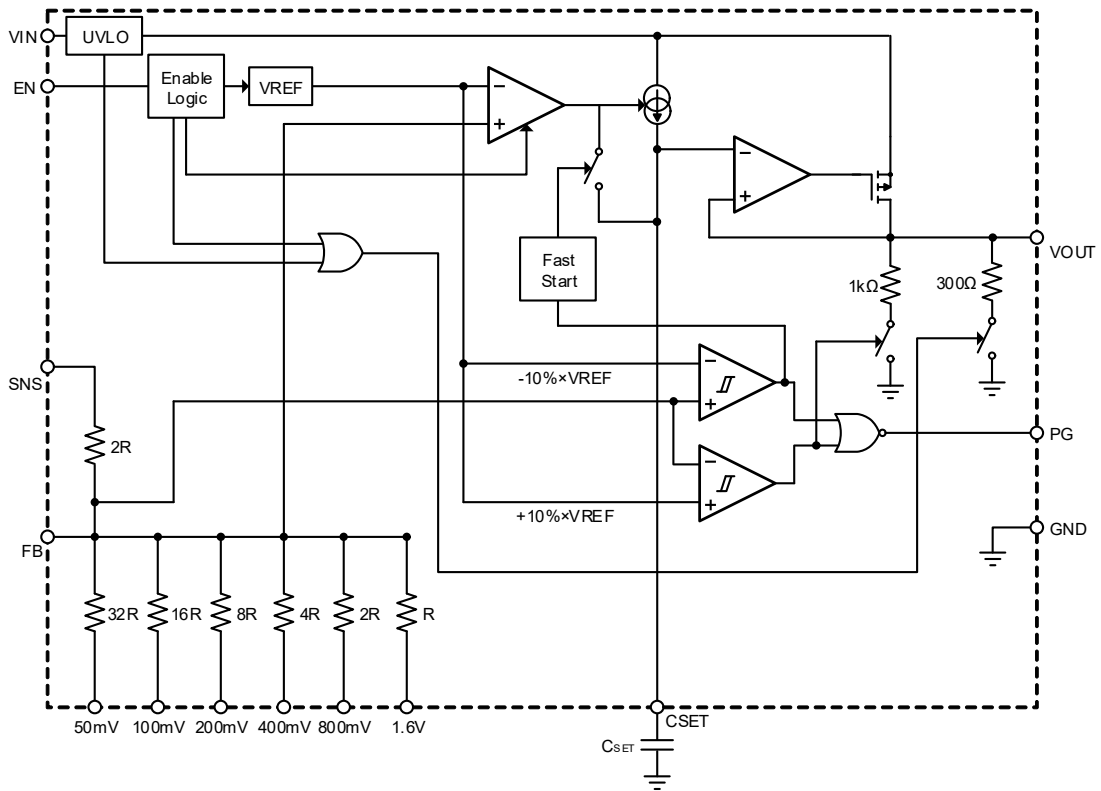 VIN
UVLO
EN
Enable
Logic
VREF
−
+
−
+
Fast
Start
VOUT
1kΩ
300Ω
SNS
−
-10%×VREF
+
2R
PG
−
+
+10%×VREF
GND
FB
32R
16R
8R
4R
2R
R
50mV
100mV
200mV
400mV
800mV
1.6V
CSET
CSET